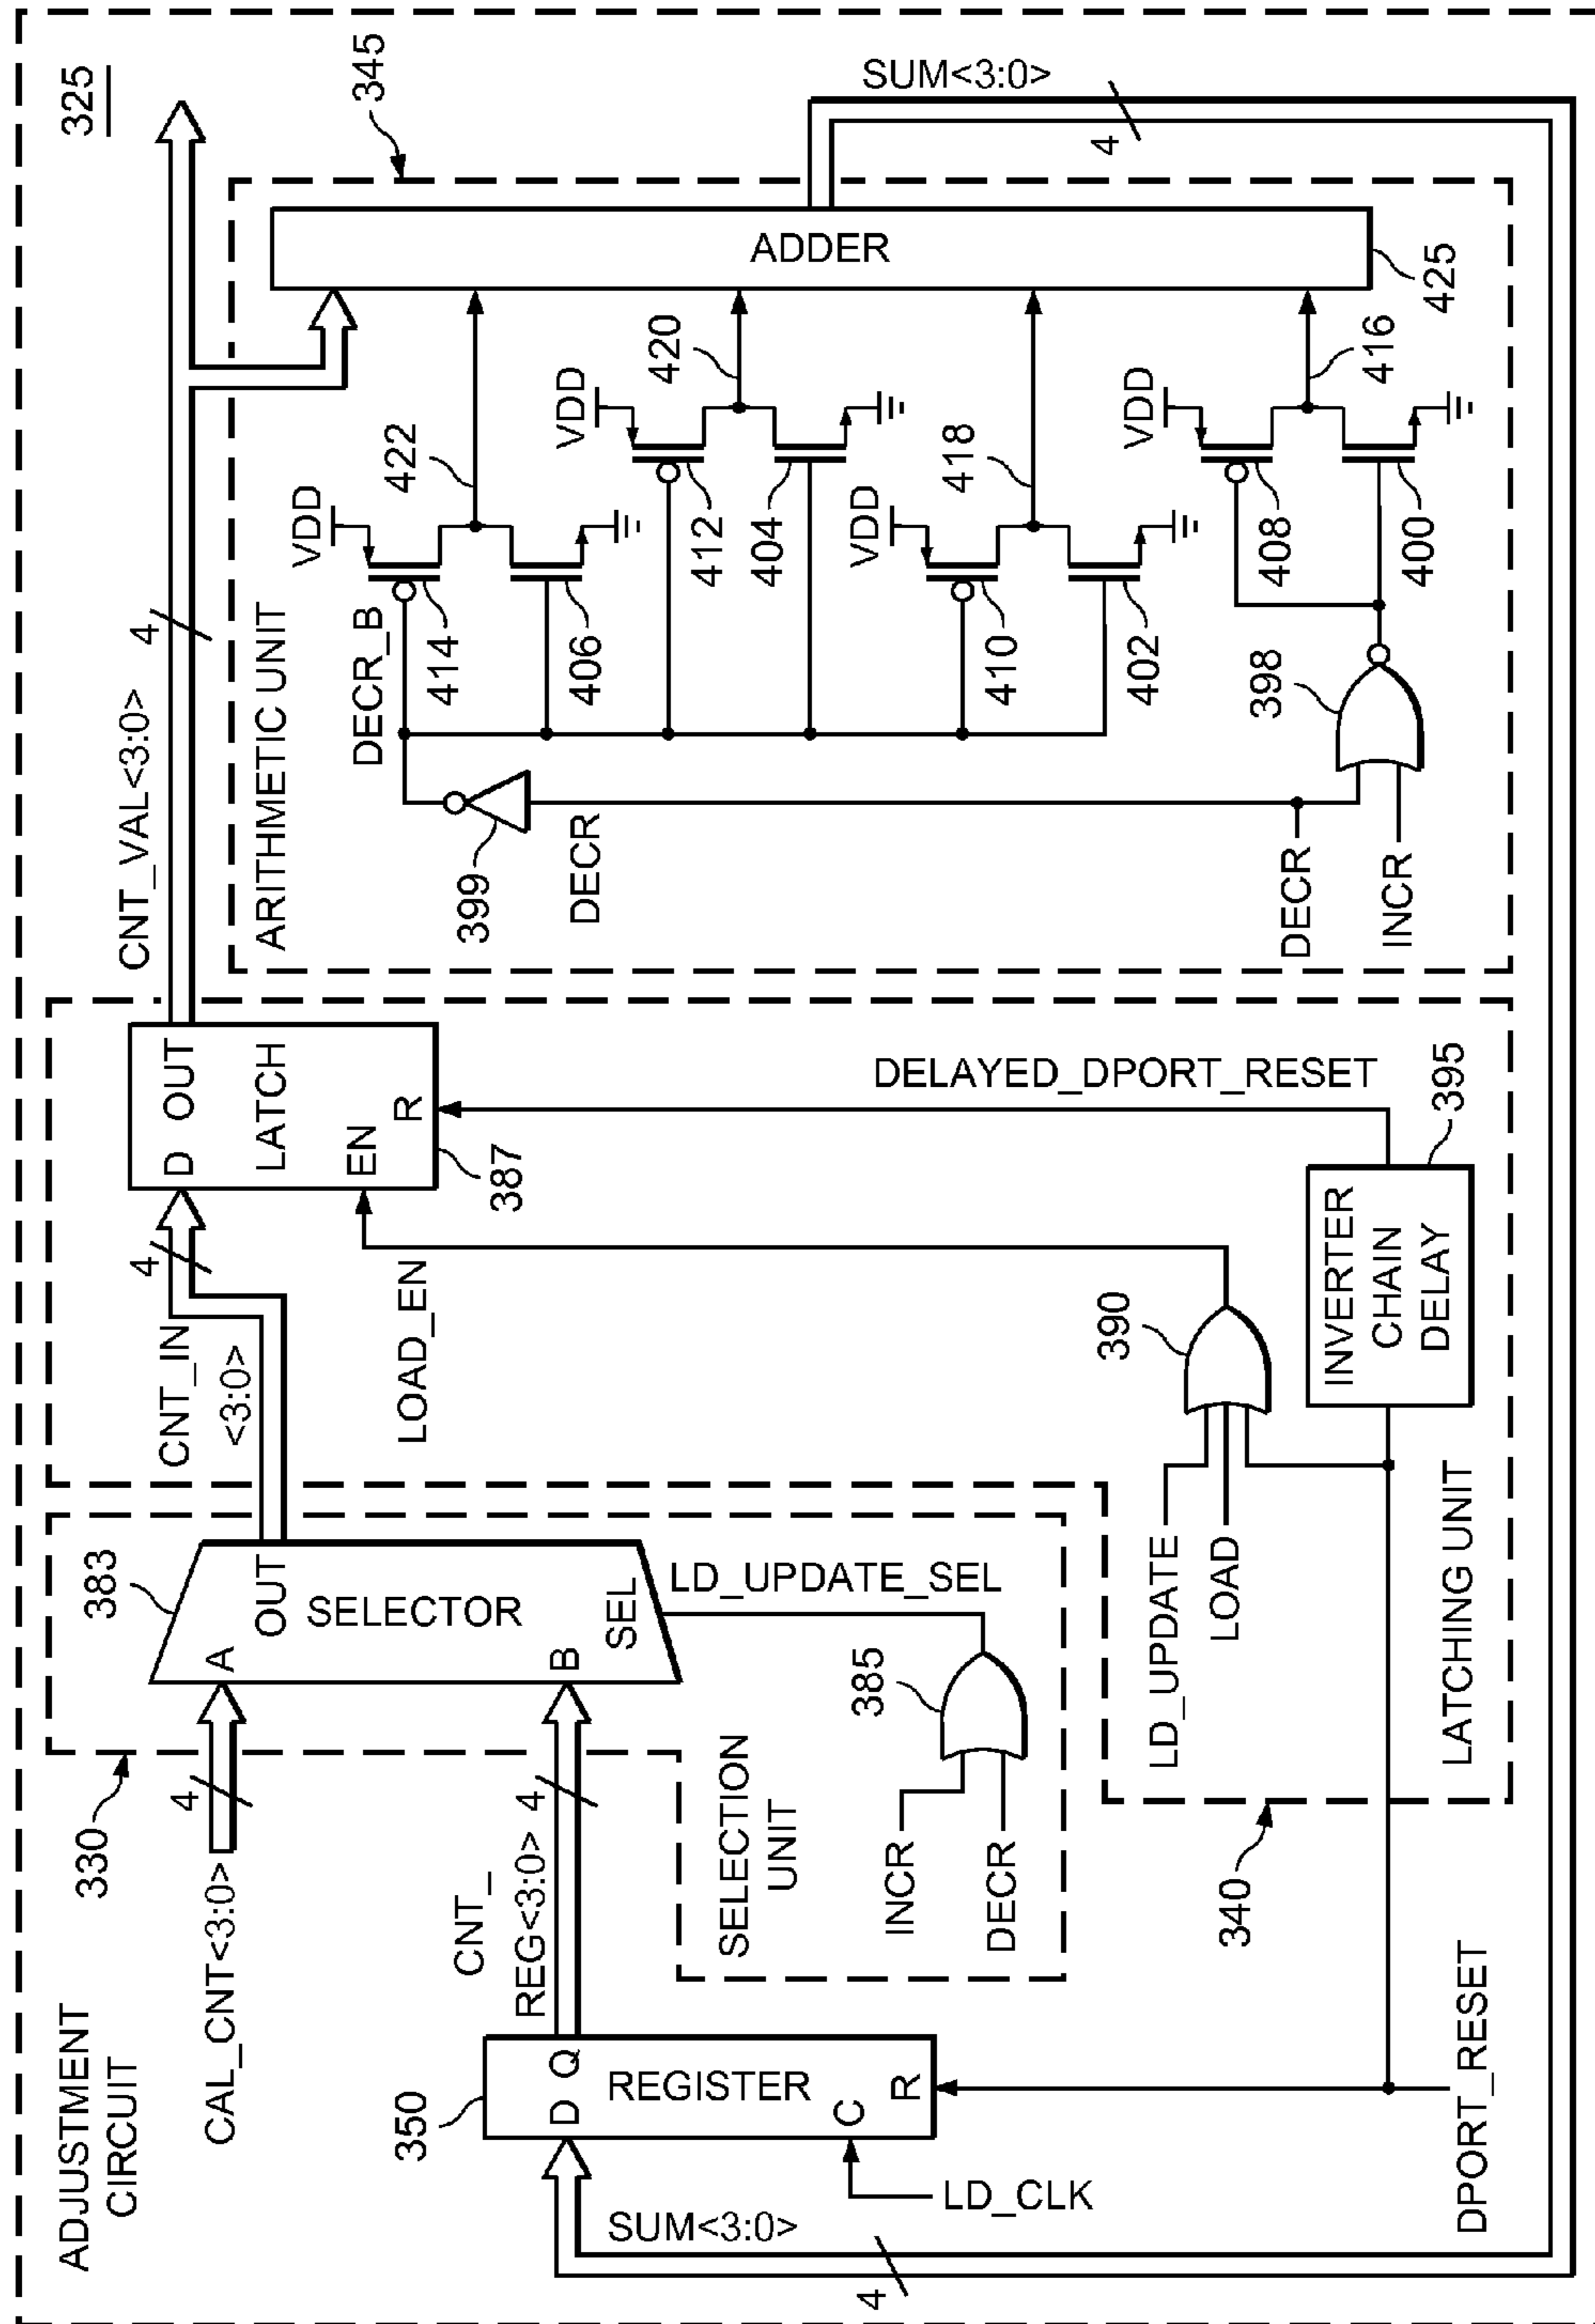 325
ADJUSTMENT
CIRCUIT
330
383
CAL_CNT<3:0>
4
A
OUT
SELECTOR
B
SEL
CNT_IN
<3:0>
4
D OUT
LATCH
EN
R
387
CNT_VAL<3:0>
4
350
D Q
REGISTER
C
R
CNT_
REG<3:0>
4
LD_UPDATE_SEL
LOAD_EN
SELECTION
UNIT
385
INCR
DECR
SUM<3:0>
4
LD_CLK
DPORT_RESET
340
LD_UPDATE
LOAD
390
LATCHING UNIT
INVERTER
CHAIN
DELAY
395
DELAYED_DPORT_RESET
345
ARITHMETIC UNIT
DECR_B
399
DECR
VDD
414
406
422
VDD
412
404
420
VDD
410
402
418
VDD
408
400
416
DECR
INCR
398
ADDER
425
SUM<3:0>
4